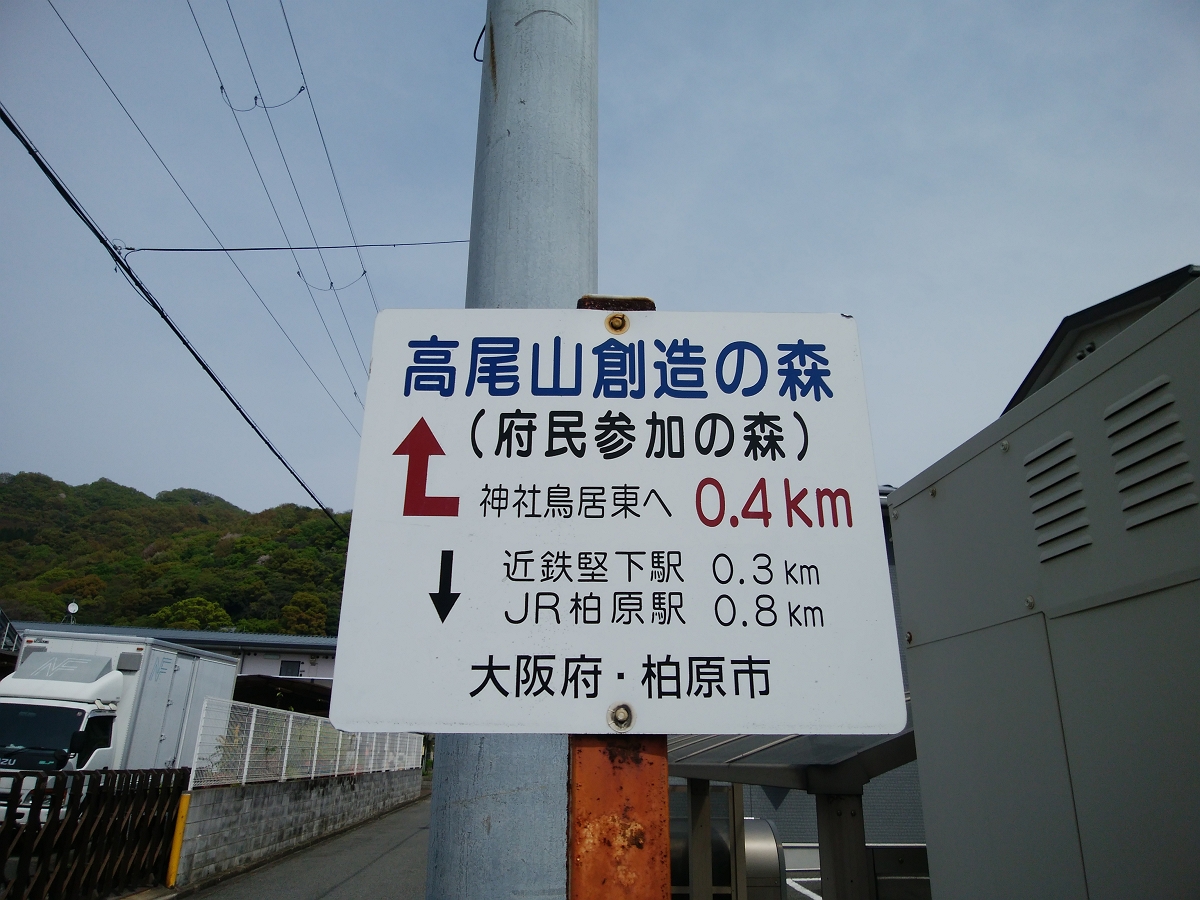 高尾山創造の森
（府民参加の森）
神社鳥居東へ 0.4km
近鉄堅下駅 0.3km
JR柏原駅 0.8km
大阪府・柏原市